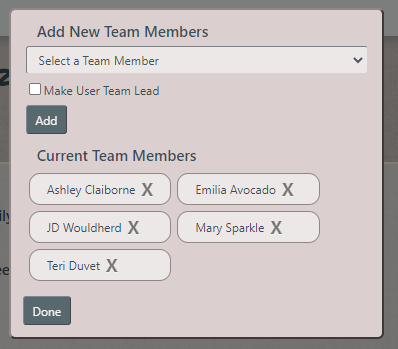 Add New Team Members
Select a Team Member
Make User Team Lead
Add
Current Team Members
Ashley Claiborne X
Emilia Avocado X
JD Wouldherd X
Mary Sparkle X
Teri Duvet X
Done